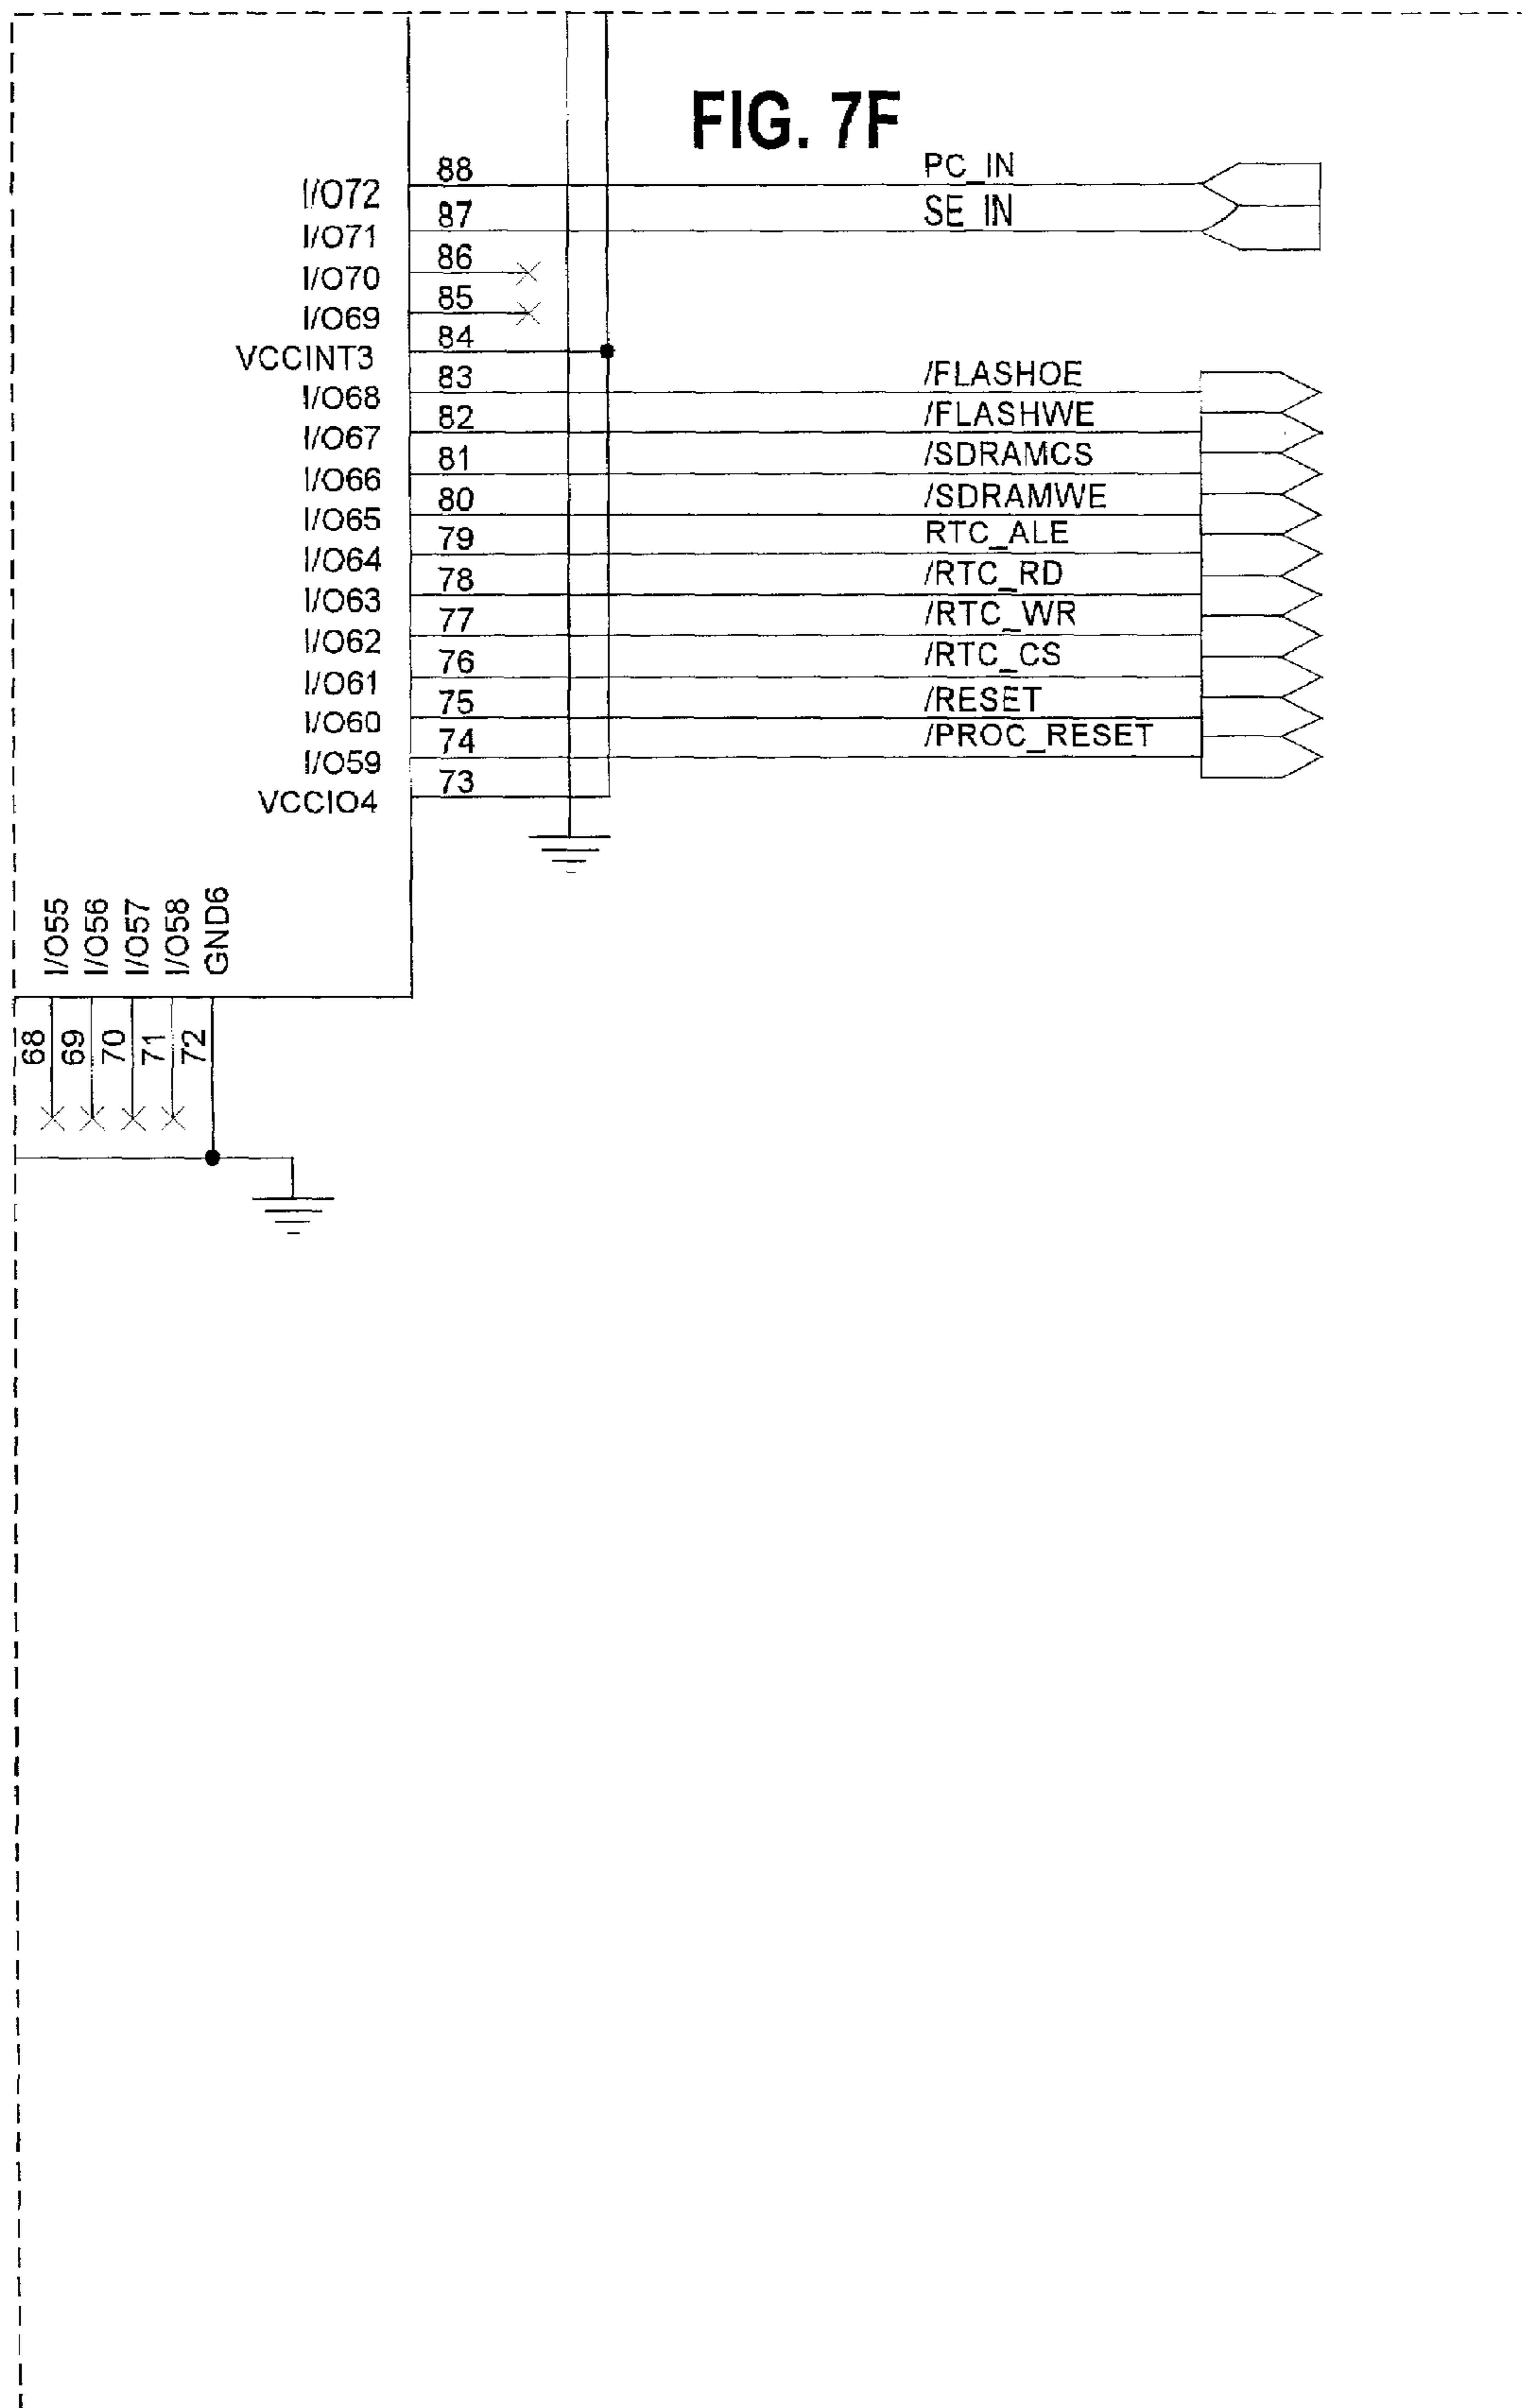 FIG. 7F
I/O72 88 PC_IN
I/O71 87 SE_IN
I/O70 86
I/O69 85
VCCINT3 84
I/O68 83 /FLASHOE
I/O67 82 /FLASHWE
I/O66 81 /SDRAMCS
I/O65 80 /SDRAMWE
I/O64 79 RTC_ALE
I/O63 78 /RTC_RD
I/O62 77 /RTC_WR
I/O61 76 /RTC_CS
I/O60 75 /RESET
I/O59 74 /PROC_RESET
VCCIO4 73
I/O55
I/O56
I/O57
I/O58
GND6
68
69
70
71
72